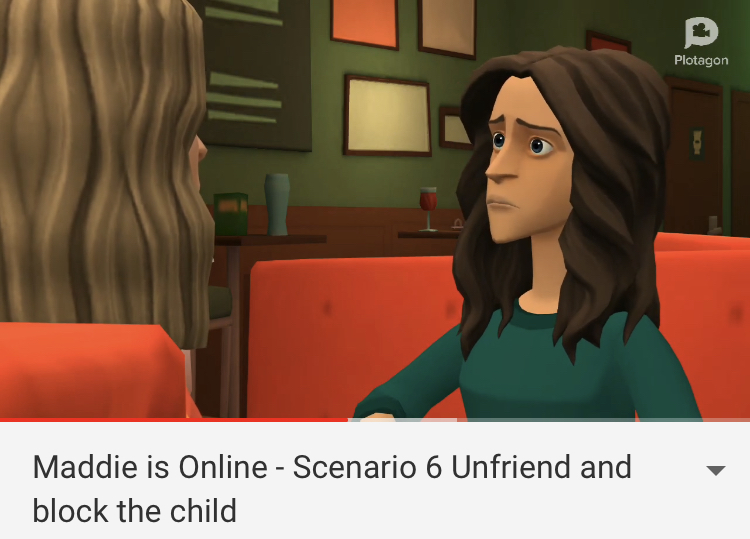 Plotagon
Maddie is Online - Scenario 6 Unfriend and
block the child